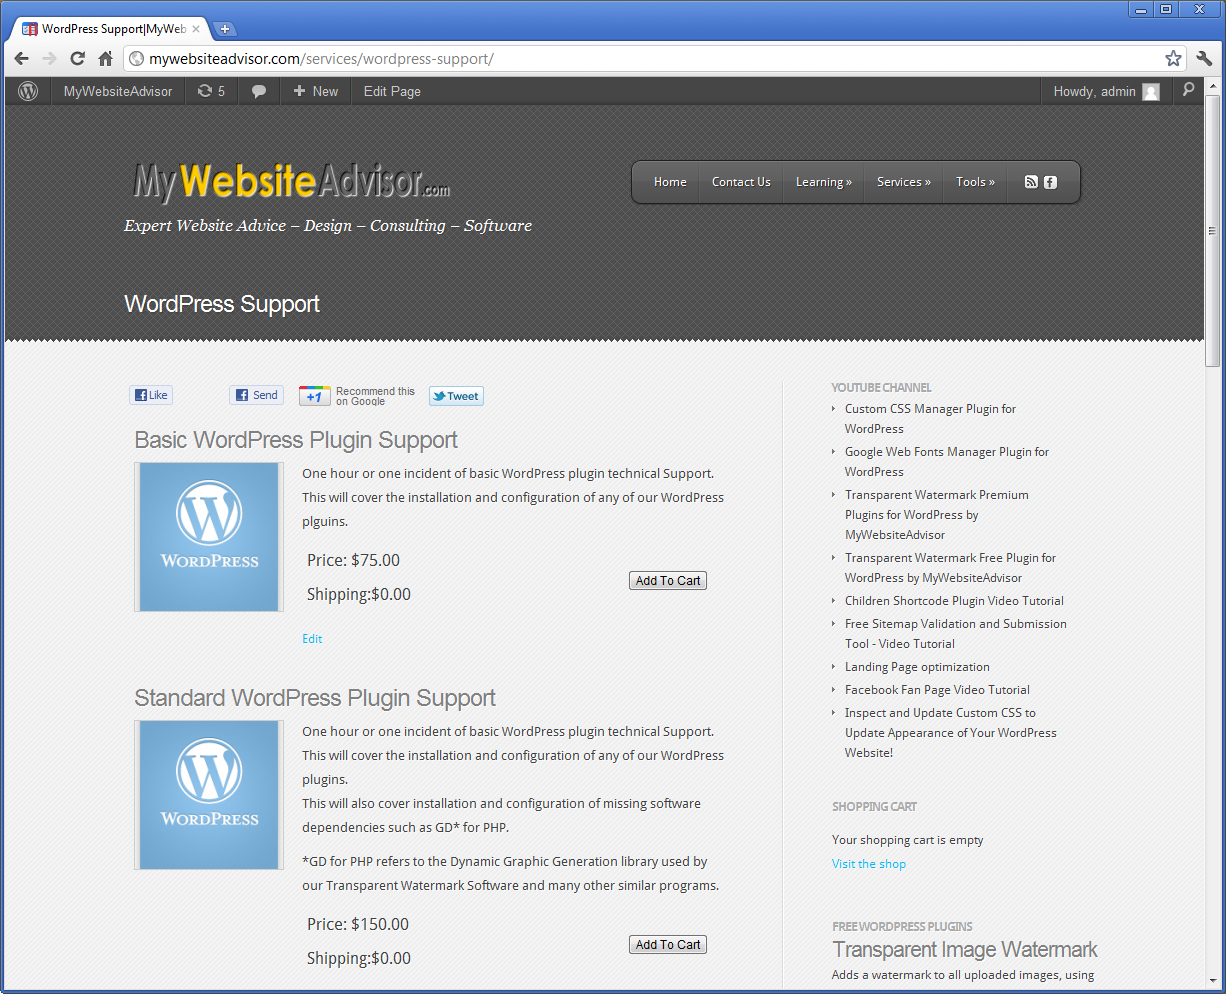 WordPress Support|MyWeb
mywebsiteadvisor.com/services/wordpress-support/
MyWebsiteAdvisor 5 New Edit Page Howdy, admin
MyWebsiteAdvisor.com
Home Contact Us Learning » Services » Tools »
Expert Website Advice – Design – Consulting – Software
WordPress Support
Like Send +1 Recommend this on Google Tweet
Basic WordPress Plugin Support
WORDPRESS
One hour or one incident of basic WordPress plugin technical Support.
This will cover the installation and configuration of any of our WordPress
plguins.
Price: $75.00
Add To Cart
Shipping:$0.00
Edit
Standard WordPress Plugin Support
WORDPRESS
One hour or one incident of basic WordPress plugin technical Support.
This will cover the installation and configuration of any of our WordPress
plugins.
This will also cover installation and configuration of missing software
dependencies such as GD* for PHP.
*GD for PHP refers to the Dynamic Graphic Generation library used by
our Transparent Watermark Software and many other similar programs.
Price: $150.00
Add To Cart
Shipping:$0.00
YOUTUBE CHANNEL
Custom CSS Manager Plugin for
WordPress
Google Web Fonts Manager Plugin for
WordPress
Transparent Watermark Premium
Plugins for WordPress by
MyWebsiteAdvisor
Transparent Watermark Free Plugin for
WordPress by MyWebsiteAdvisor
Children Shortcode Plugin Video Tutorial
Free Sitemap Validation and Submission
Tool - Video Tutorial
Landing Page optimization
Facebook Fan Page Video Tutorial
Inspect and Update Custom CSS to
Update Appearance of Your WordPress
Website!
SHOPPING CART
Your shopping cart is empty
Visit the shop
FREE WORDPRESS PLUGINS
Transparent Image Watermark
Adds a watermark to all uploaded images, using